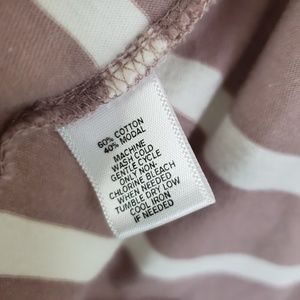 60% COTTON
40% MODAL
MACHINE
WASH COLD
GENTLE CYCLE
ONLY NON-
CHLORINE BLEACH
WHEN NEEDED
TUMBLE DRY LOW
COOL IRON
IF NEEDED